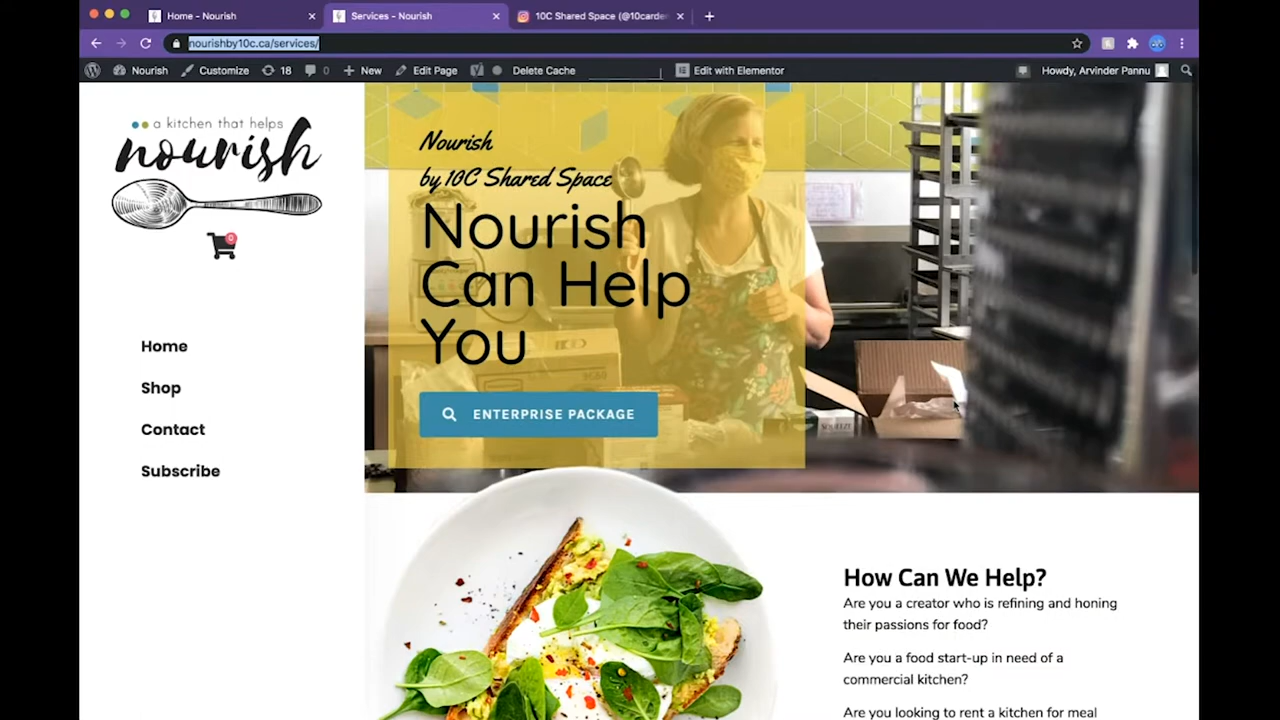 Home - Nourish
Services - Nourish
10C Shared Space (@10carden
nourishby10c.ca/services/
Nourish
Customize
18
0
New
Edit Page
Delete Cache
Edit with Elementor
Howdy, Arvinder Pannu
a kitchen that helps
nourish
0
Home
Shop
Contact
Subscribe
Nourish
by 10C Shared Space
Nourish
Can Help
You
ENTERPRISE PACKAGE
How Can We Help?
Are you a creator who is refining and honing
their passions for food?
Are you a food start-up in need of a
commercial kitchen?
Are you looking to rent a kitchen for meal